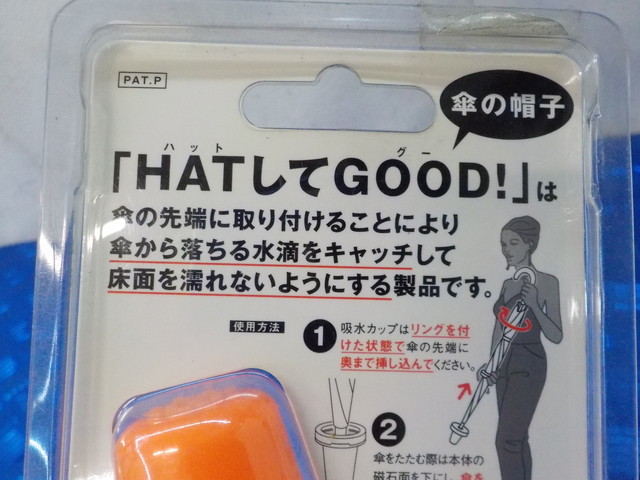 PAT.P
傘の帽子
ハット グー
「HATしてGOOD!」は
傘の先端に取り付けることにより
傘から落ちる水滴をキャッチして
床面を濡れないようにする製品です。
使用方法
1 吸水カップはリングを付
けた状態で傘の先端に
奥まで挿し込んでください。
2
傘をたたむ際は本体の
磁石面を下にし、傘を